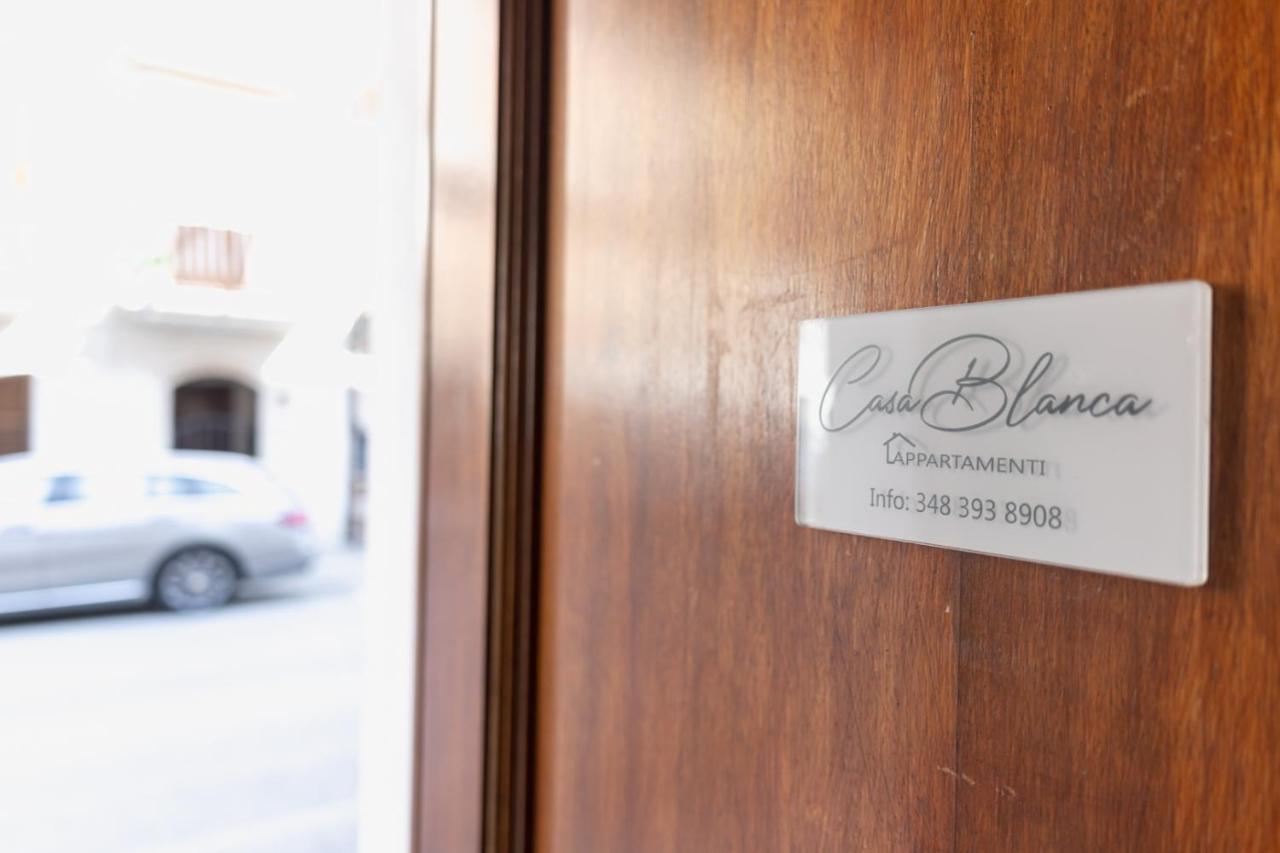 Casa Blanca
APPARTAMENTI
Info: 348 393 8908